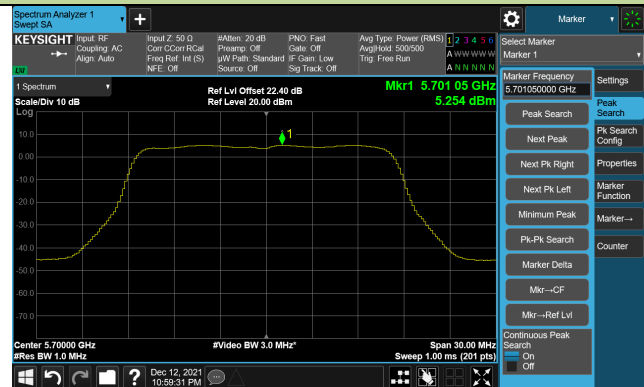 Spectrum Analyzer 1
Swept SA
Marker
KEYSIGHT
Input: RF
Coupling: AC
Align: Auto
Input Z: 50 Ω
Corr CCorr RCal
Freq Ref: Int (S)
NFE: Off
#Atten: 20 dB
Preamp: Off
µW Path: Standard
Source: Off
PNO: Fast
Gate: Off
IF Gain: Low
Sig Track: Off
Avg Type: Power (RMS)
Avg|Hold: 500/500
Trig: Free Run
1 2 3 4 5 6
A W W W W W
A N N N N N
LXI
1 Spectrum
Scale/Div 10 dB
Log
Ref Lvl Offset 22.40 dB
Ref Level 20.00 dBm
Mkr1 5.701 05 GHz
5.254 dBm
1
10.0
0.00
-10.0
-20.0
-30.0
-40.0
-50.0
-60.0
-70.0
Center 5.70000 GHz
#Res BW 1.0 MHz
#Video BW 3.0 MHz*
Span 30.00 MHz
Sweep 1.00 ms (201 pts)
Select Marker
Marker 1
Marker Frequency
5.701050000 GHz
Peak Search
Next Peak
Next Pk Right
Next Pk Left
Minimum Peak
Pk-Pk Search
Marker Delta
Mkr→CF
Mkr→Ref Lvl
Continuous Peak
Search
On
Off
Settings
Peak
Search
Pk Search
Config
Properties
Marker
Function
Marker→
Counter
?
Dec 12, 2021
10:59:31 PM